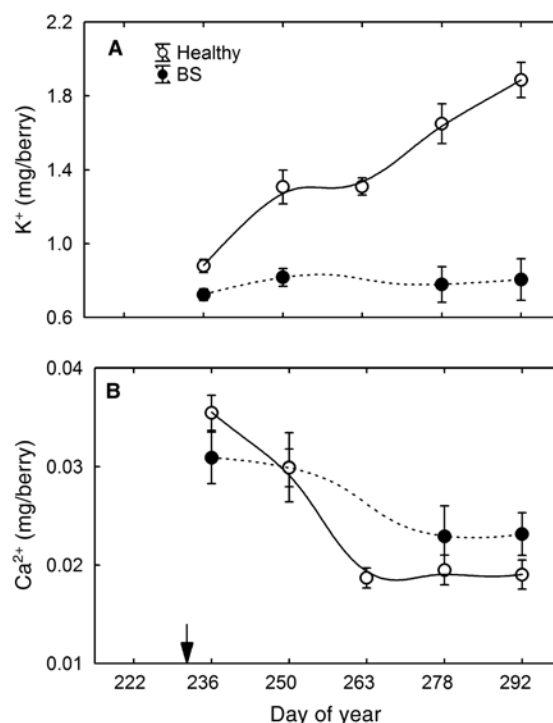 A
Healthy
BS
K⁺ (mg/berry)
2.2
1.8
1.4
1.0
0.6
B
Ca²⁺ (mg/berry)
0.04
0.03
0.02
0.01
222 236 250 263 278 292
Day of year